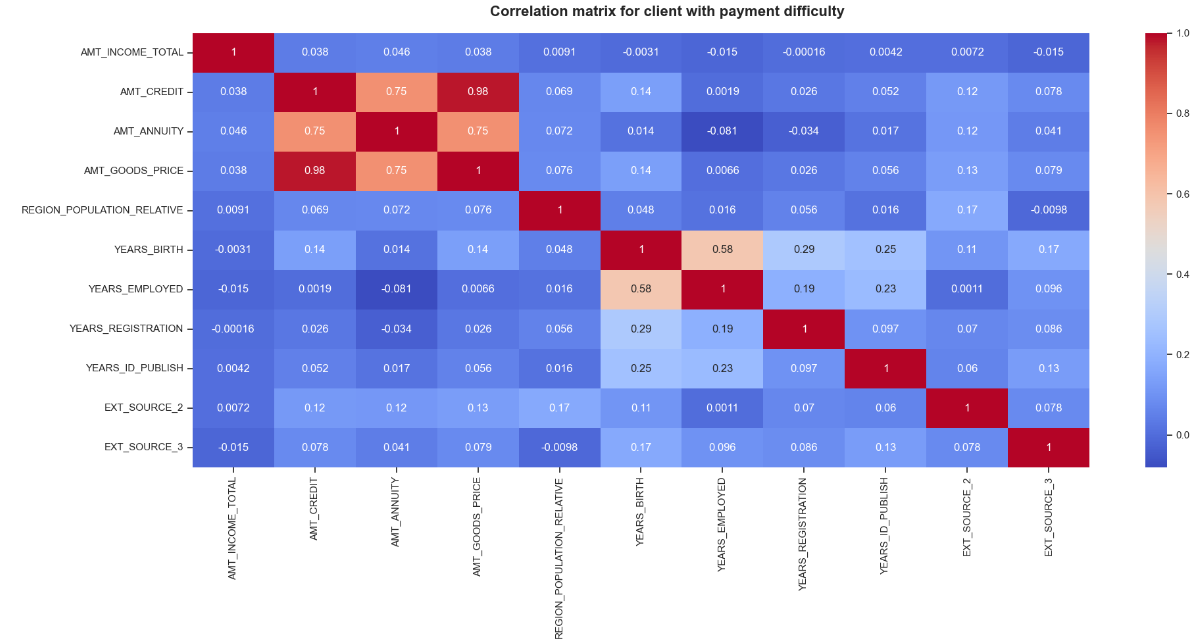 Correlation matrix for client with payment difficulty
AMT_INCOME_TOTAL 1 0.038 0.046 0.038 0.0091 -0.0031 -0.015 -0.00016 0.0042 0.0072 -0.015
AMT_CREDIT 0.038 1 0.75 0.98 0.069 0.14 0.0019 0.026 0.052 0.12 0.078
AMT_ANNUITY 0.046 0.75 1 0.75 0.072 0.014 -0.081 -0.034 0.017 0.12 0.041
AMT_GOODS_PRICE 0.038 0.98 0.75 1 0.076 0.14 0.0066 0.026 0.056 0.13 0.079
REGION_POPULATION_RELATIVE 0.0091 0.069 0.072 0.076 1 0.048 0.016 0.056 0.016 0.17 -0.0098
YEARS_BIRTH -0.0031 0.14 0.014 0.14 0.048 1 0.58 0.29 0.25 0.11 0.17
YEARS_EMPLOYED -0.015 0.0019 -0.081 0.0066 0.016 0.58 1 0.19 0.23 0.0011 0.096
YEARS_REGISTRATION -0.00016 0.026 -0.034 0.026 0.056 0.29 0.19 1 0.097 0.07 0.086
YEARS_ID_PUBLISH 0.0042 0.052 0.017 0.056 0.016 0.25 0.23 0.097 1 0.06 0.13
EXT_SOURCE_2 0.0072 0.12 0.12 0.13 0.17 0.11 0.0011 0.07 0.06 1 0.078
EXT_SOURCE_3 -0.015 0.078 0.041 0.079 -0.0098 0.17 0.096 0.086 0.13 0.078 1
AMT_INCOME_TOTAL
AMT_CREDIT
AMT_ANNUITY
AMT_GOODS_PRICE
REGION_POPULATION_RELATIVE
YEARS_BIRTH
YEARS_EMPLOYED
YEARS_REGISTRATION
YEARS_ID_PUBLISH
EXT_SOURCE_2
EXT_SOURCE_3
1.0
0.8
0.6
0.4
0.2
0.0